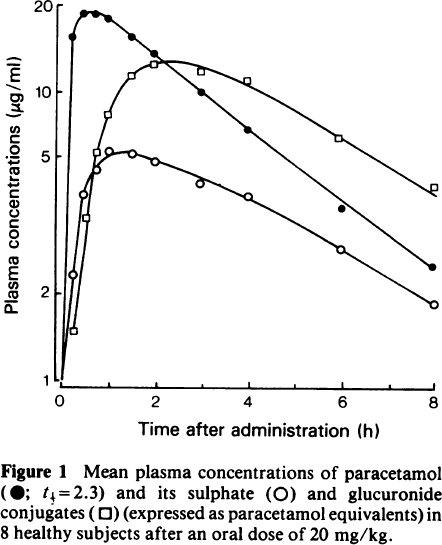 20
10
5
2
1
Plasma concentrations (μg/ml)
0 2 4 6 8
Time after administration (h)
Figure 1 Mean plasma concentrations of paracetamol
(●; t½=2.3) and its sulphate (○) and glucuronide
conjugates (□) (expressed as paracetamol equivalents) in
8 healthy subjects after an oral dose of 20 mg/kg.